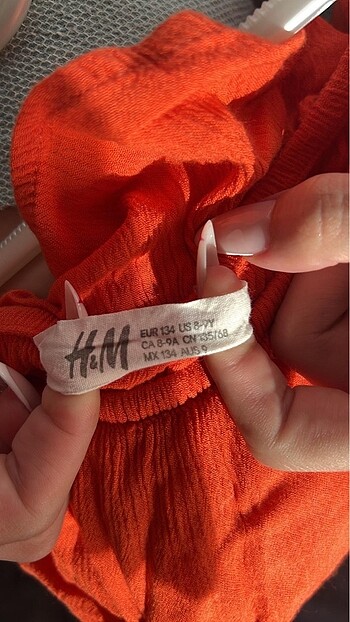 H&M
EUR 134 US 8-9Y
CA 8-9A CN 135/68
MX 134 AUS 9